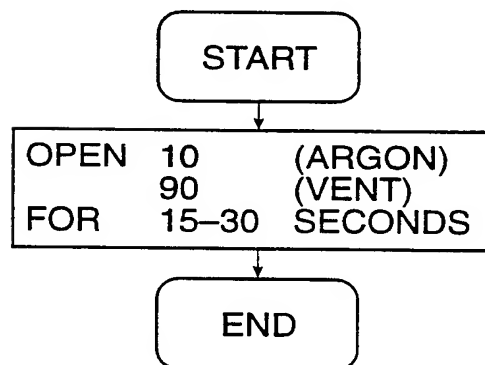 START
OPEN 10 (ARGON)
90 (VENT)
FOR 15–30 SECONDS
END